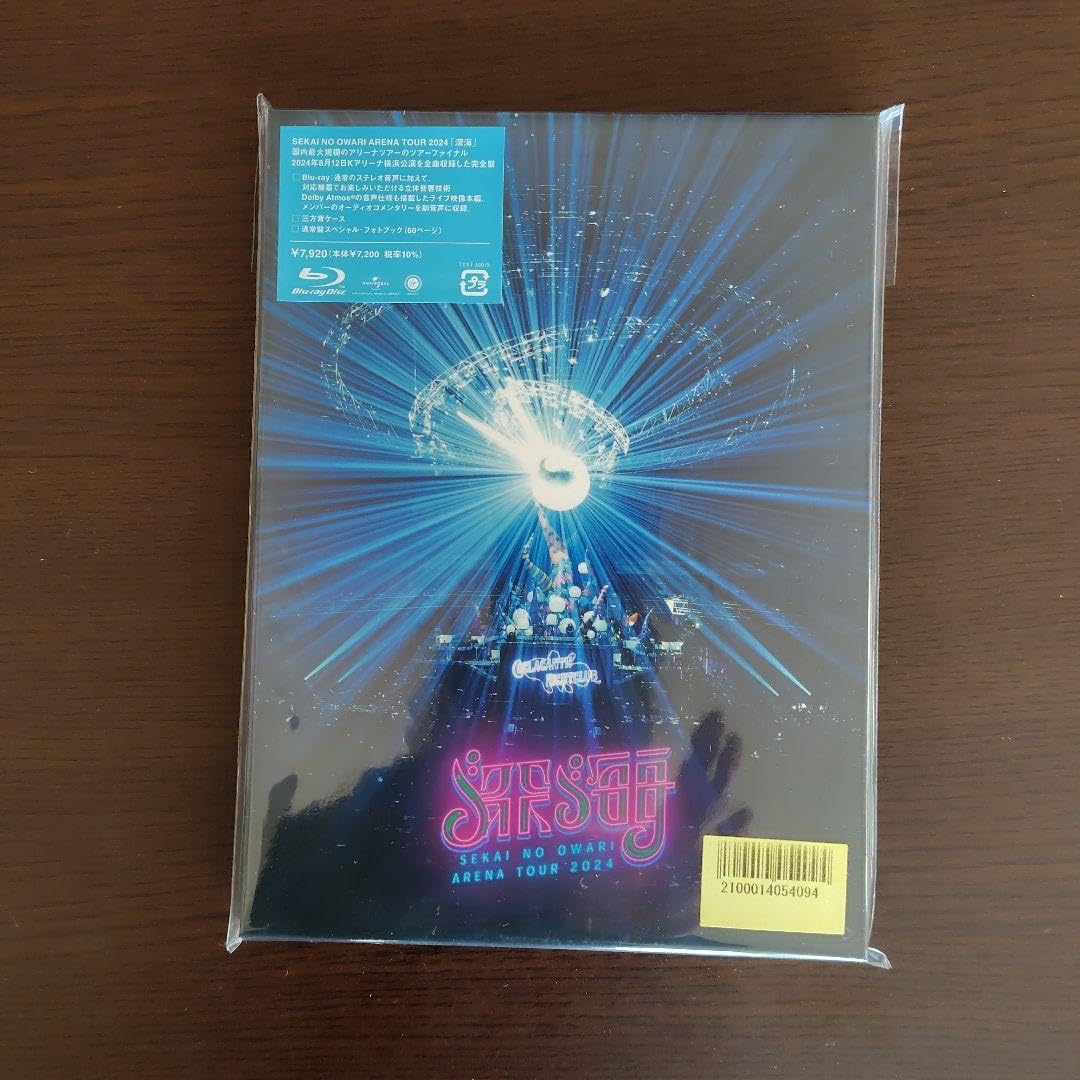 SEKAI NO OWARI ARENA TOUR 2024「深海」
国内最大規模のアリーナツアーのツアーファイナル
2024年8月12日Kアリーナ横浜公演を全曲収録した完全盤
□ Blu-ray：通常のステレオ音声に加えて、
対応機器でお楽しみいただける立体音響技術
Dolby Atmos®の音声仕様も搭載したライブ映像本編、
メンバーのオーディオコメンタリーを副音声に収録。
□ 三方背ケース
□ 通常盤スペシャル・フォトブック（60ページ）
￥7,920（本体￥7,200 税率10%）
Blu-ray Disc
UNIVERSAL
プラ
NIGHTCLUB
深海
SEKAI NO OWARI
ARENA TOUR 2024
2100014054094